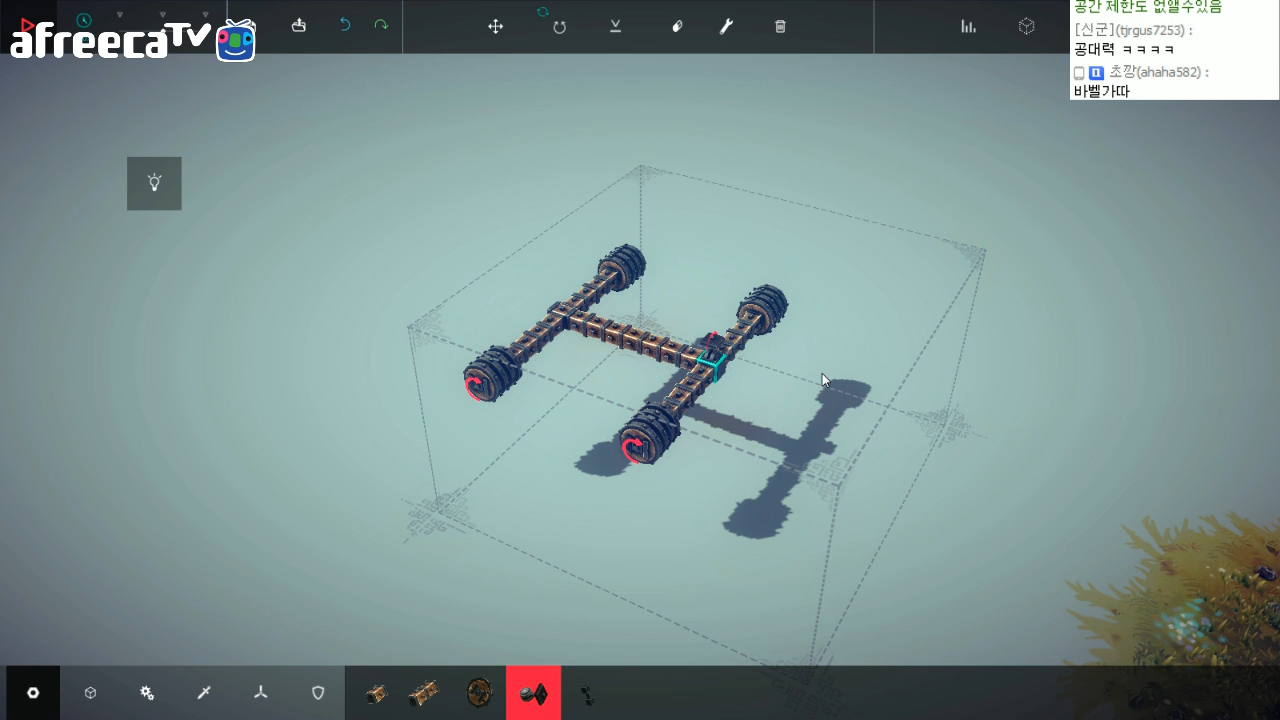 afreecaTV
공간 제한도 없앨수있음
[신군](tjrgus7253) :
공대력 ㅋㅋㅋㅋ
초깡(ahaha582) :
바벨가따